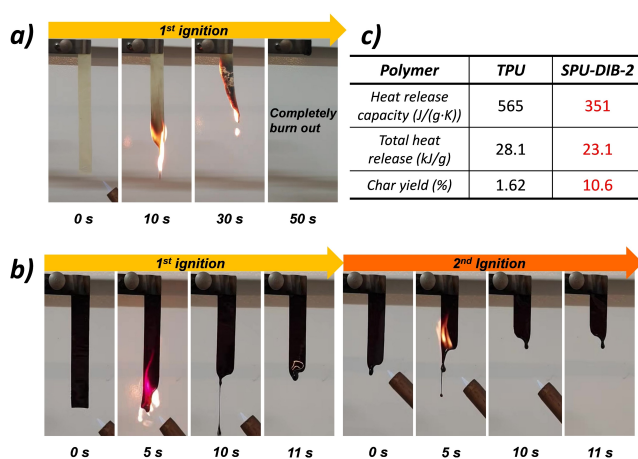 a)
1st ignition
Completely
burn out
0 s 10 s 30 s 50 s
c)
Polymer TPU SPU-DIB-2
Heat release
capacity (J/(g·K)) 565 351
Total heat
release (kJ/g) 28.1 23.1
Char yield (%) 1.62 10.6
b)
1st ignition 2nd Ignition
0 s 5 s 10 s 11 s 0 s 5 s 10 s 11 s